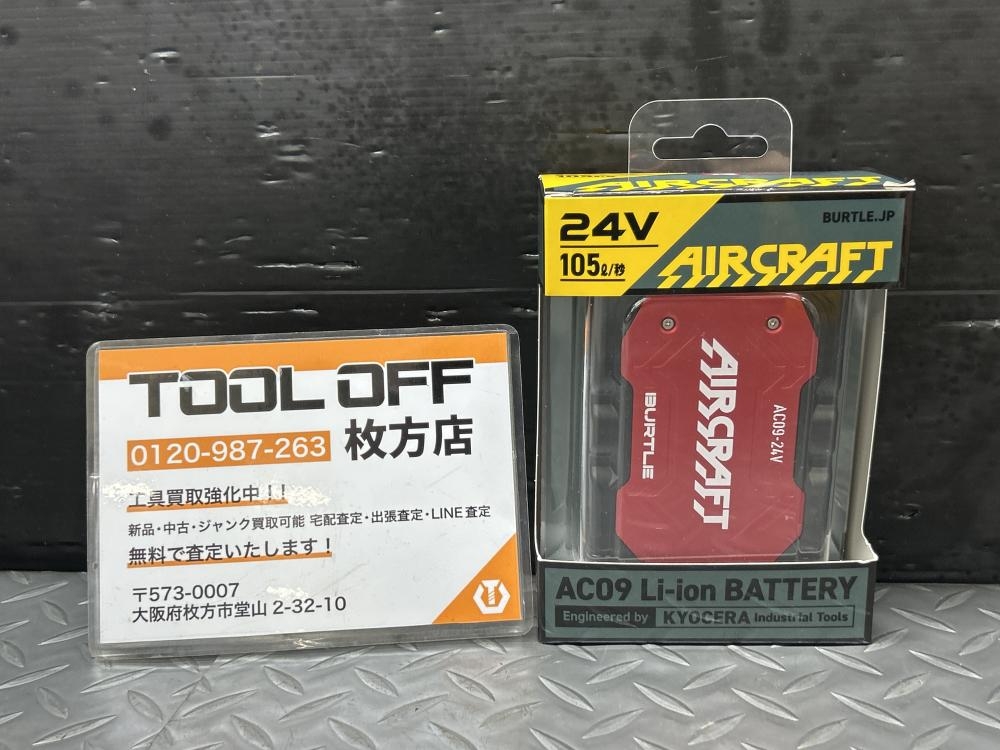 TOOL OFF
0120-987-263 枚方店
工具買取強化中!!
新品・中古・ジャンク買取可能 宅配査定・出張査定・LINE査定
無料で査定いたします!
〒573-0007
大阪府枚方市堂山 2-32-10
AIRCRAFT
24V
105ℓ/秒
BURTLE.JP
AIRCRAFT
AC09-24V
AIRCRAFT
BURTLE
AC09 Li-ion BATTERY
Engineered by KYOCERA Industrial Tools